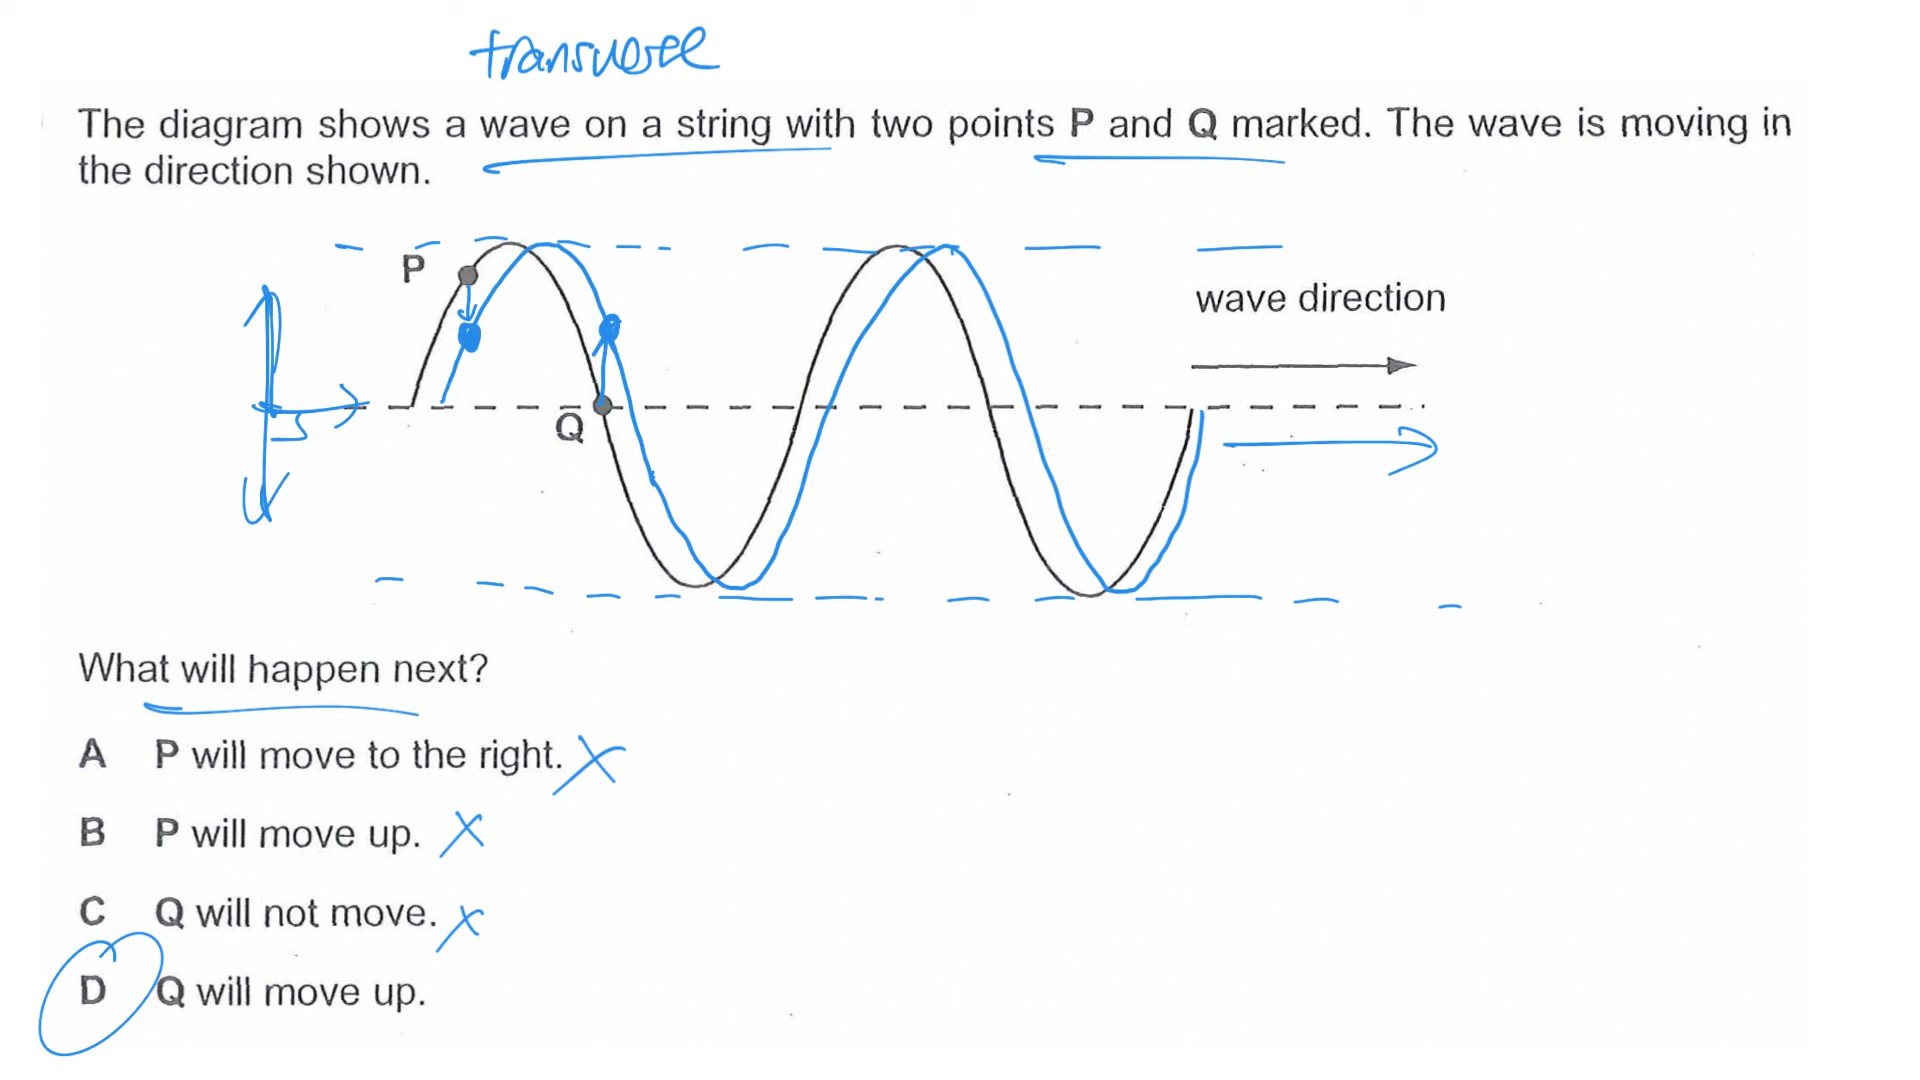 transverse
The diagram shows a wave on a string with two points P and Q marked. The wave is moving in
the direction shown.
P
wave direction
Q
What will happen next?
A P will move to the right.
B P will move up.
C Q will not move.
D Q will move up.